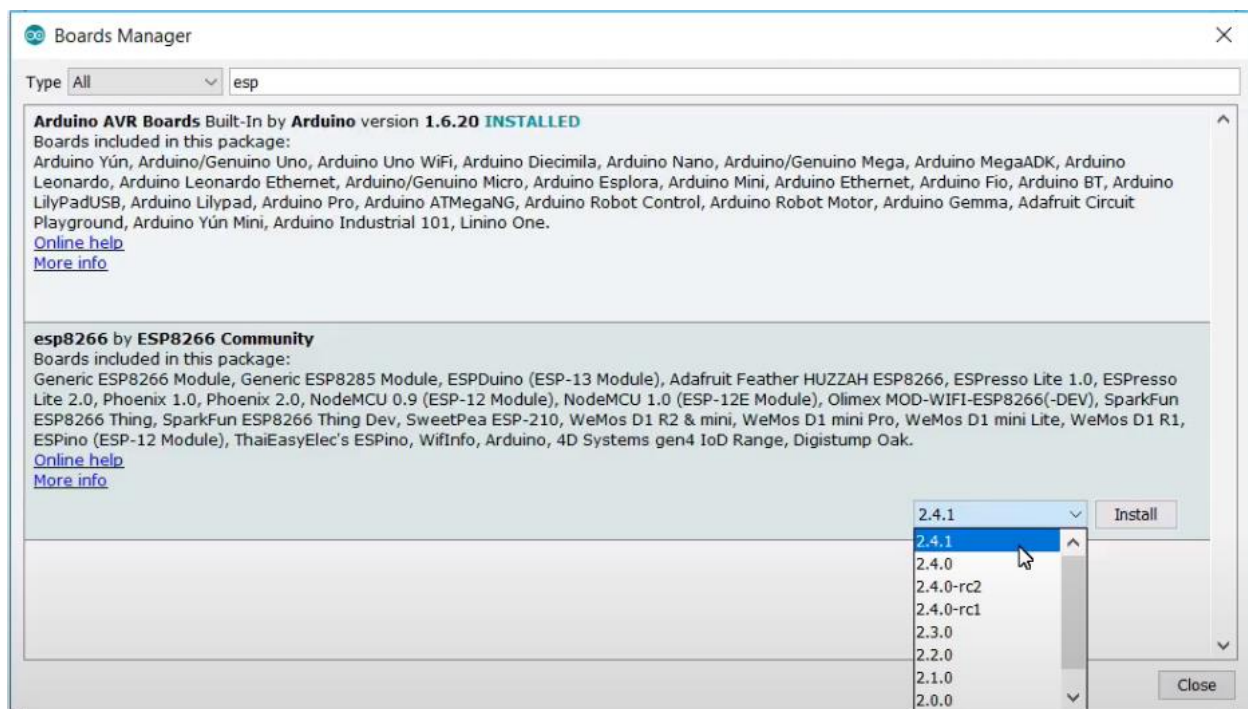 Boards Manager
Type All esp
Arduino AVR Boards Built-In by Arduino version 1.6.20 INSTALLED
Boards included in this package:
Arduino Yún, Arduino/Genuino Uno, Arduino Uno WiFi, Arduino Diecimila, Arduino Nano, Arduino/Genuino Mega, Arduino MegaADK, Arduino
Leonardo, Arduino Leonardo Ethernet, Arduino/Genuino Micro, Arduino Esplora, Arduino Mini, Arduino Ethernet, Arduino Fio, Arduino BT, Arduino
LilyPadUSB, Arduino Lilypad, Arduino Pro, Arduino ATMegaNG, Arduino Robot Control, Arduino Robot Motor, Arduino Gemma, Adafruit Circuit
Playground, Arduino Yún Mini, Arduino Industrial 101, Linino One.
Online help
More info
esp8266 by ESP8266 Community
Boards included in this package:
Generic ESP8266 Module, Generic ESP8285 Module, ESPDuino (ESP-13 Module), Adafruit Feather HUZZAH ESP8266, ESPresso Lite 1.0, ESPresso
Lite 2.0, Phoenix 1.0, Phoenix 2.0, NodeMCU 0.9 (ESP-12 Module), NodeMCU 1.0 (ESP-12E Module), Olimex MOD-WIFI-ESP8266(-DEV), SparkFun
ESP8266 Thing, SparkFun ESP8266 Thing Dev, SweetPea ESP-210, WeMos D1 R2 & mini, WeMos D1 mini Pro, WeMos D1 mini Lite, WeMos D1 R1,
ESPino (ESP-12 Module), ThaiEasyElec's ESPino, WifInfo, Arduino, 4D Systems gen4 IoD Range, Digistump Oak.
Online help
More info
2.4.1 Install
2.4.1
2.4.0
2.4.0-rc2
2.4.0-rc1
2.3.0
2.2.0
2.1.0
2.0.0
Close